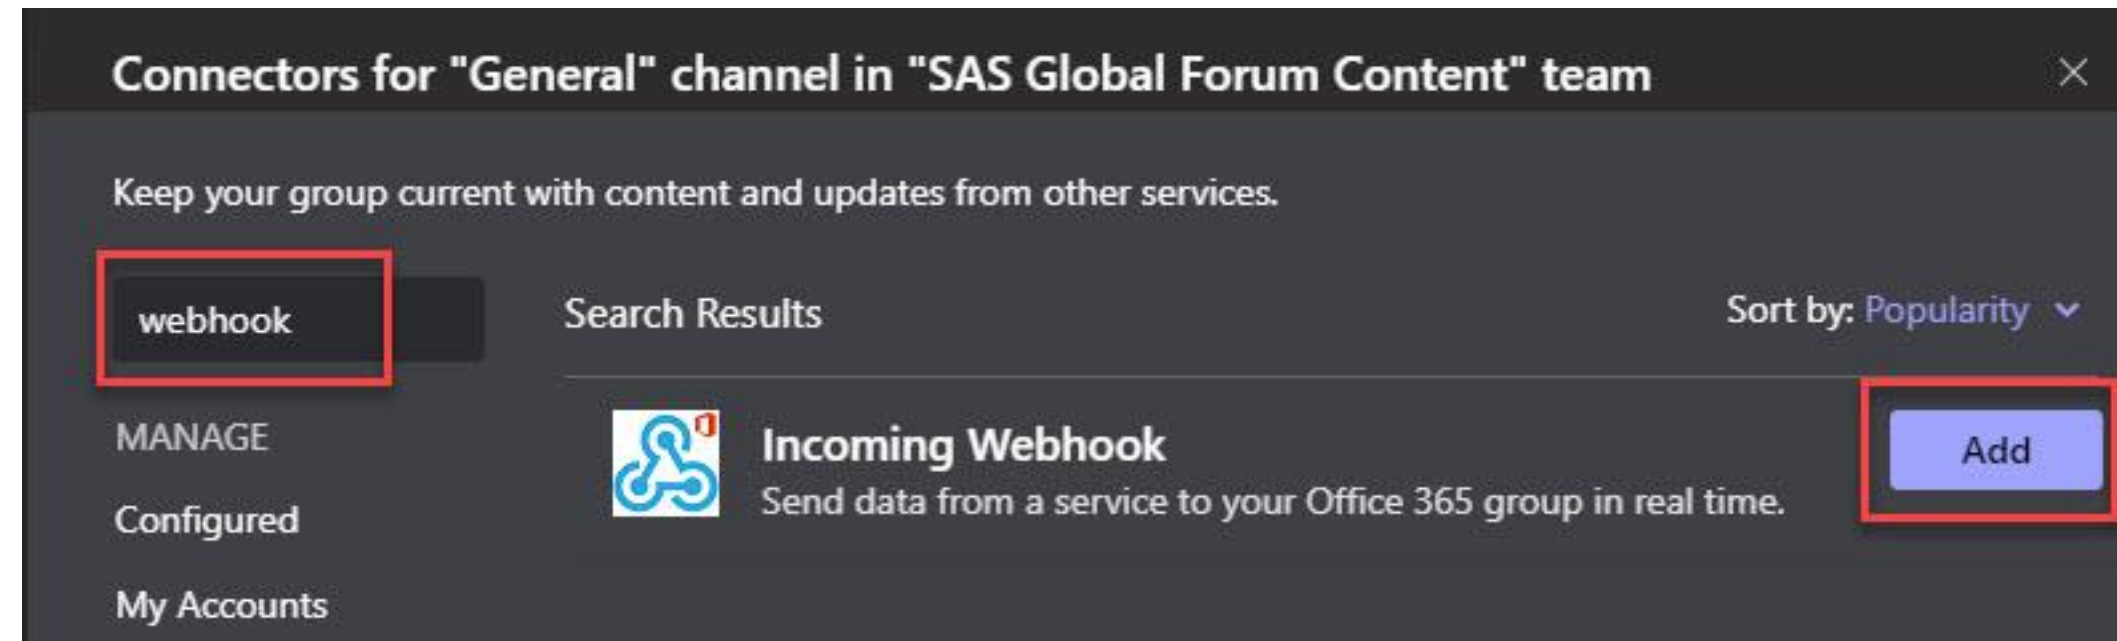 Connectors for "General" channel in "SAS Global Forum Content" team
Keep your group current with content and updates from other services.
webhook
Search Results
Sort by: Popularity
MANAGE
Configured
My Accounts
Incoming Webhook
Send data from a service to your Office 365 group in real time.
Add